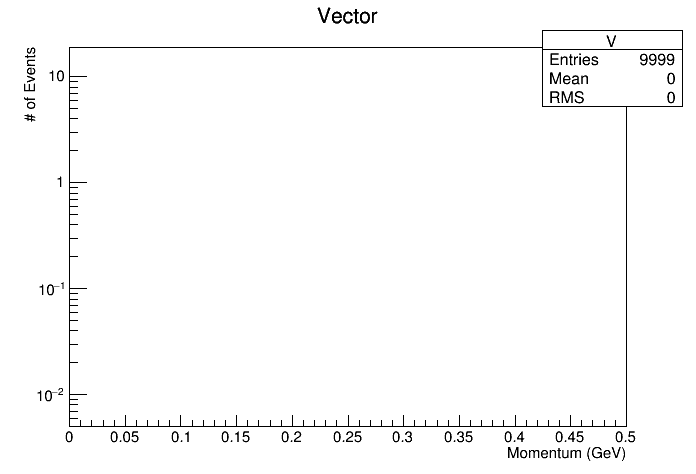 Vector
V
Entries 9999
Mean 0
RMS 0
# of Events
10
1
10⁻¹
10⁻²
0 0.05 0.1 0.15 0.2 0.25 0.3 0.35 0.4 0.45 0.5
Momentum (GeV)